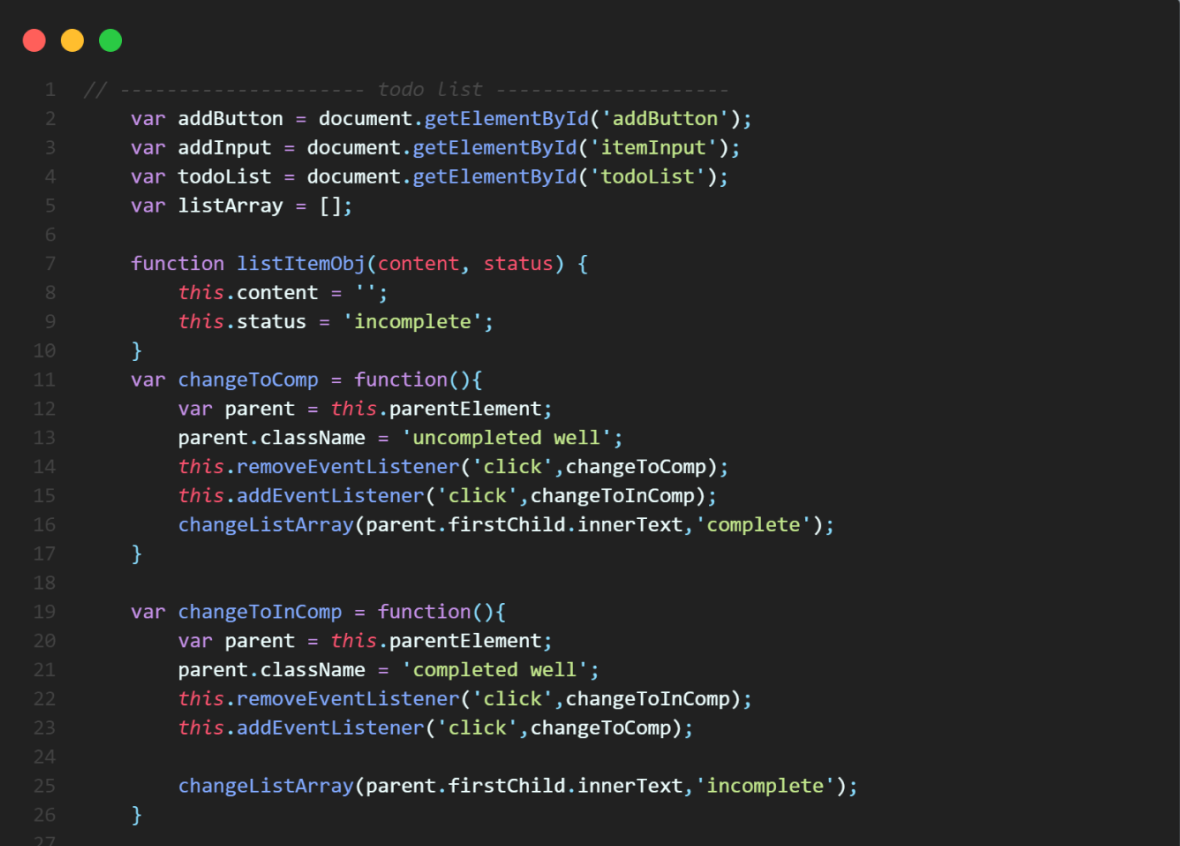 1 // --------------------- todo list --------------------
2 var addButton = document.getElementById('addButton');
3 var addInput = document.getElementById('itemInput');
4 var todoList = document.getElementById('todoList');
5 var listArray = [];
6
7 function listItemObj(content, status) {
8 this.content = '';
9 this.status = 'incomplete';
10 }
11 var changeToComp = function(){
12 var parent = this.parentElement;
13 parent.className = 'uncompleted well';
14 this.removeEventListener('click',changeToComp);
15 this.addEventListener('click',changeToInComp);
16 changeListArray(parent.firstChild.innerText,'complete');
17 }
18
19 var changeToInComp = function(){
20 var parent = this.parentElement;
21 parent.className = 'completed well';
22 this.removeEventListener('click',changeToInComp);
23 this.addEventListener('click',changeToComp);
24
25 changeListArray(parent.firstChild.innerText,'incomplete');
26 }
27